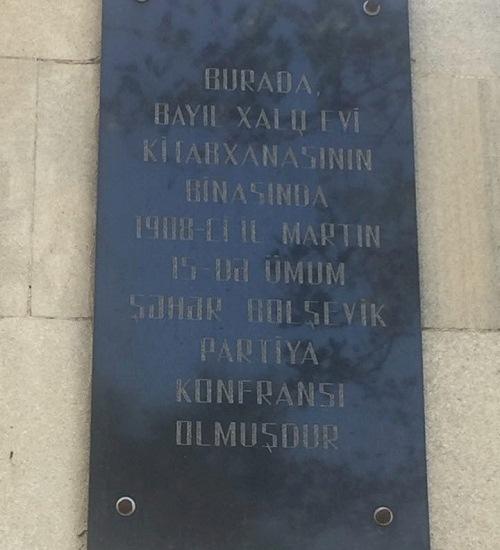 BURADA,
BAYIL XALQ EVİ
KİTABXANASININ
BİNASINDA
1908-Cİ İL MARTIN
15-DƏ ÜMUM
ŞƏHƏR BOLŞEVİK
PARTİYA
KONFRANSI
OLMUŞDUR